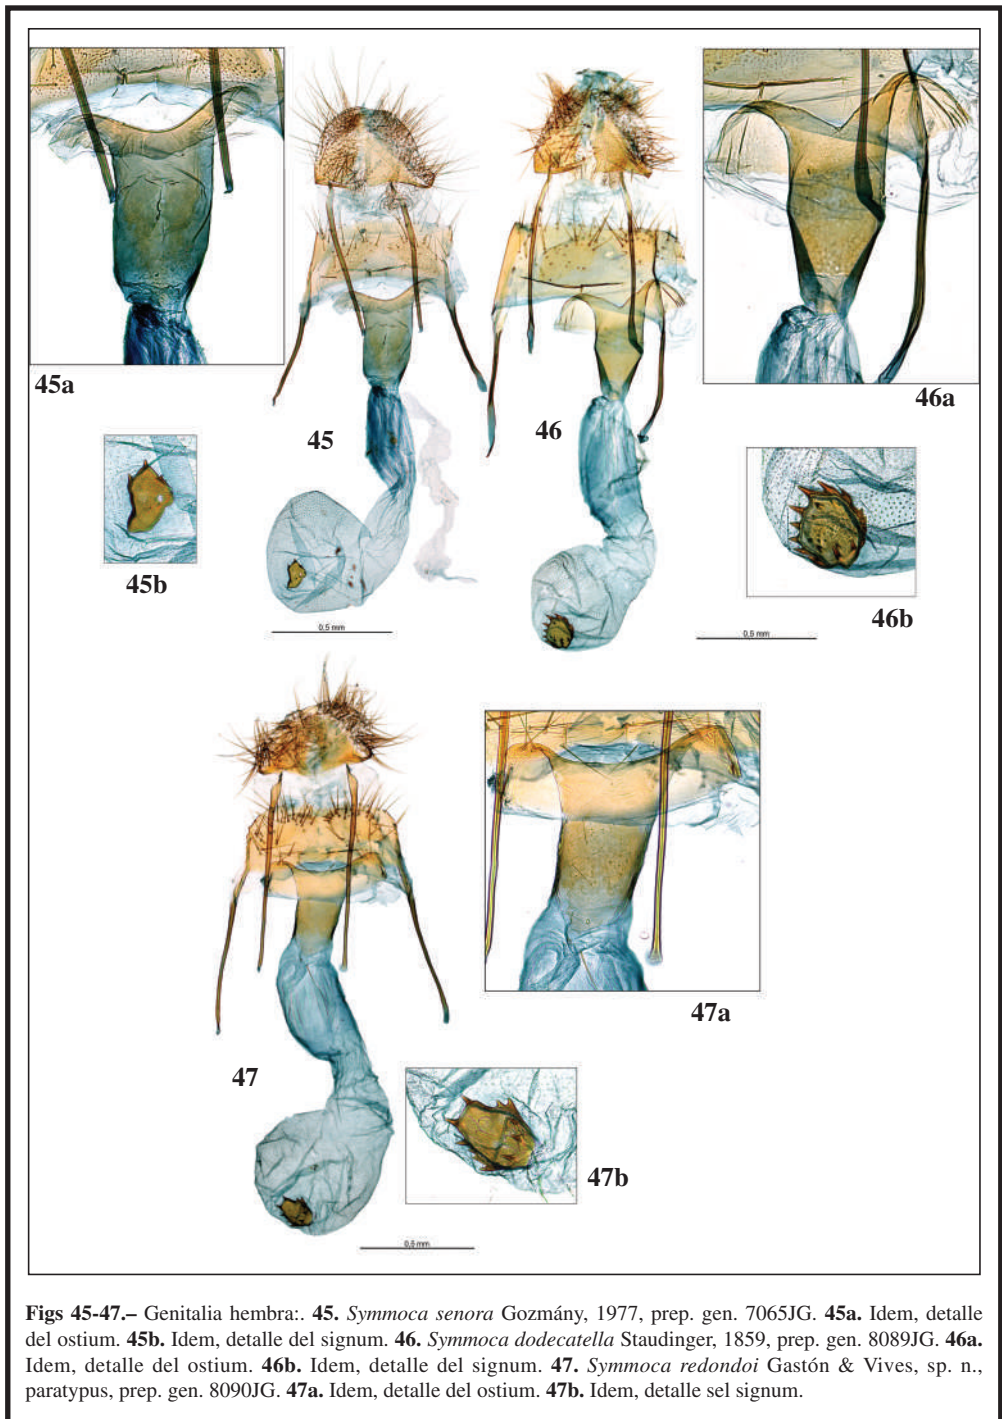 45a
46a
45
46
45b
46b
0,5 mm
0,5 mm
47a
47
47b
0,5 mm
Figs 45-47.– Genitalia hembra:. 45. Symmoca senora Gozmány, 1977, prep. gen. 7065JG. 45a. Idem, detalle
del ostium. 45b. Idem, detalle del signum. 46. Symmoca dodecatella Staudinger, 1859, prep. gen. 8089JG. 46a.
Idem, detalle del ostium. 46b. Idem, detalle del signum. 47. Symmoca redondoi Gastón & Vives, sp. n.,
paratypus, prep. gen. 8090JG. 47a. Idem, detalle del ostium. 47b. Idem, detalle sel signum.